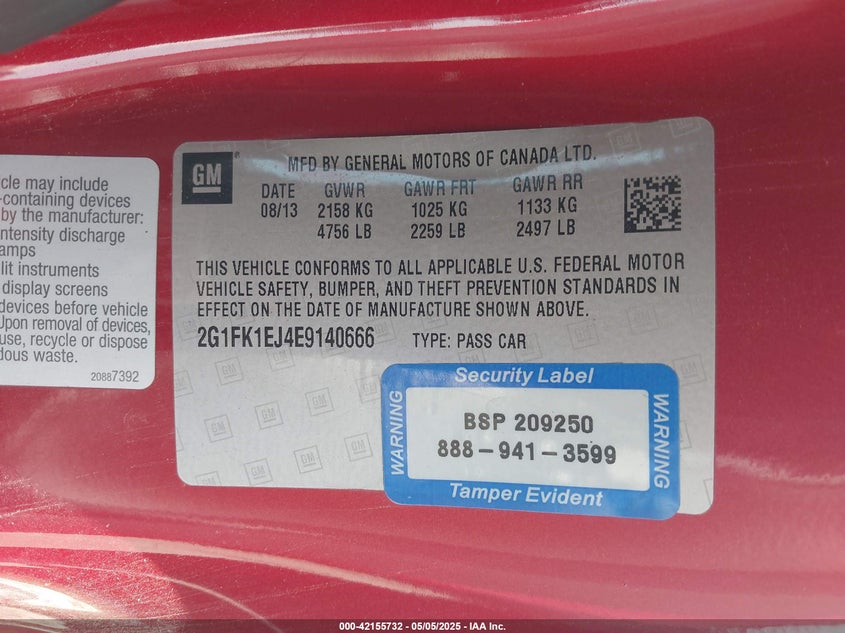 cle may include
-containing devices
by the manufacturer:
ntensity discharge
amps
lit instruments
display screens
devices before vehicle
Upon removal of devices,
use, recycle or dispose
dous waste.
20887392
GM
MFD BY GENERAL MOTORS OF CANADA LTD.
DATE GVWR GAWR FRT GAWR RR
08/13 2158 KG 1025 KG 1133 KG
4756 LB 2259 LB 2497 LB
THIS VEHICLE CONFORMS TO ALL APPLICABLE U.S. FEDERAL MOTOR
VEHICLE SAFETY, BUMPER, AND THEFT PREVENTION STANDARDS IN
EFFECT ON THE DATE OF MANUFACTURE SHOWN ABOVE.
2G1FK1EJ4E9140666 TYPE: PASS CAR
Security Label
WARNING
BSP 209250
888-941-3599
WARNING
Tamper Evident
000-42155732 - 05/05/2025 - IAA Inc.